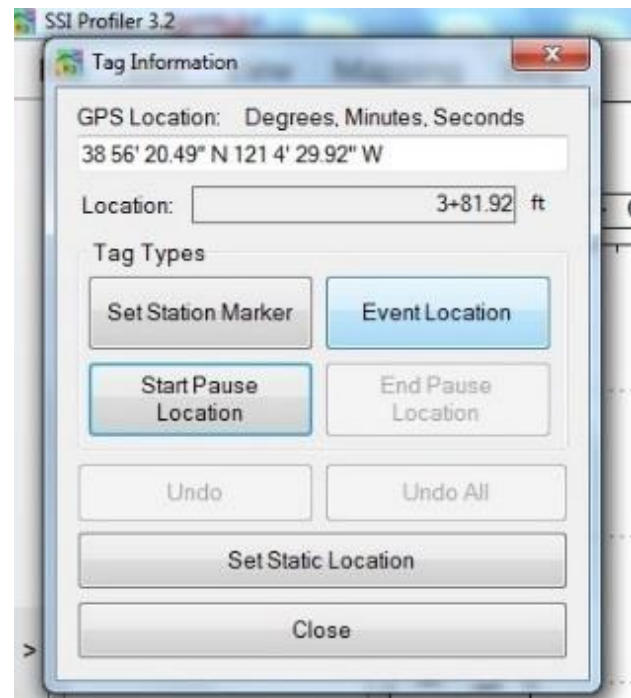 SSI Profiler 3.2
Tag Information
GPS Location: Degrees, Minutes, Seconds
38 56' 20.49" N 121 4' 29.92" W
Location: 3+81.92 ft
Tag Types
Set Station Marker Event Location
Start Pause End Pause
Location Location
Undo Undo All
Set Static Location
Close
>